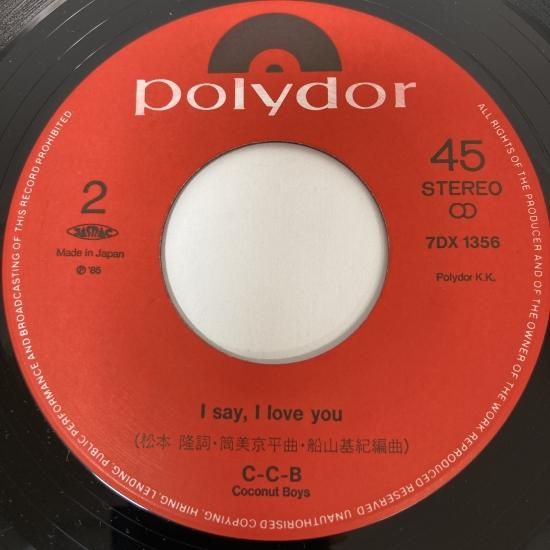 polydor
45
STEREO
7DX 1356
Polydor K.K.
2
JASRAC
Made in Japan
Ⓟ '85
I say, I love you
(松本 隆詞・筒美京平曲・船山基紀編曲)
C-C-B
Coconut Boys
ALL RIGHTS OF THE PRODUCER AND OF THE OWNER OF THE WORK REPRODUCED RESERVED UNAUTHORISED COPYING, HIRING, LENDING, PUBLIC PERFORMANCE AND BROADCASTING OF THIS RECORD PROHIBITED.